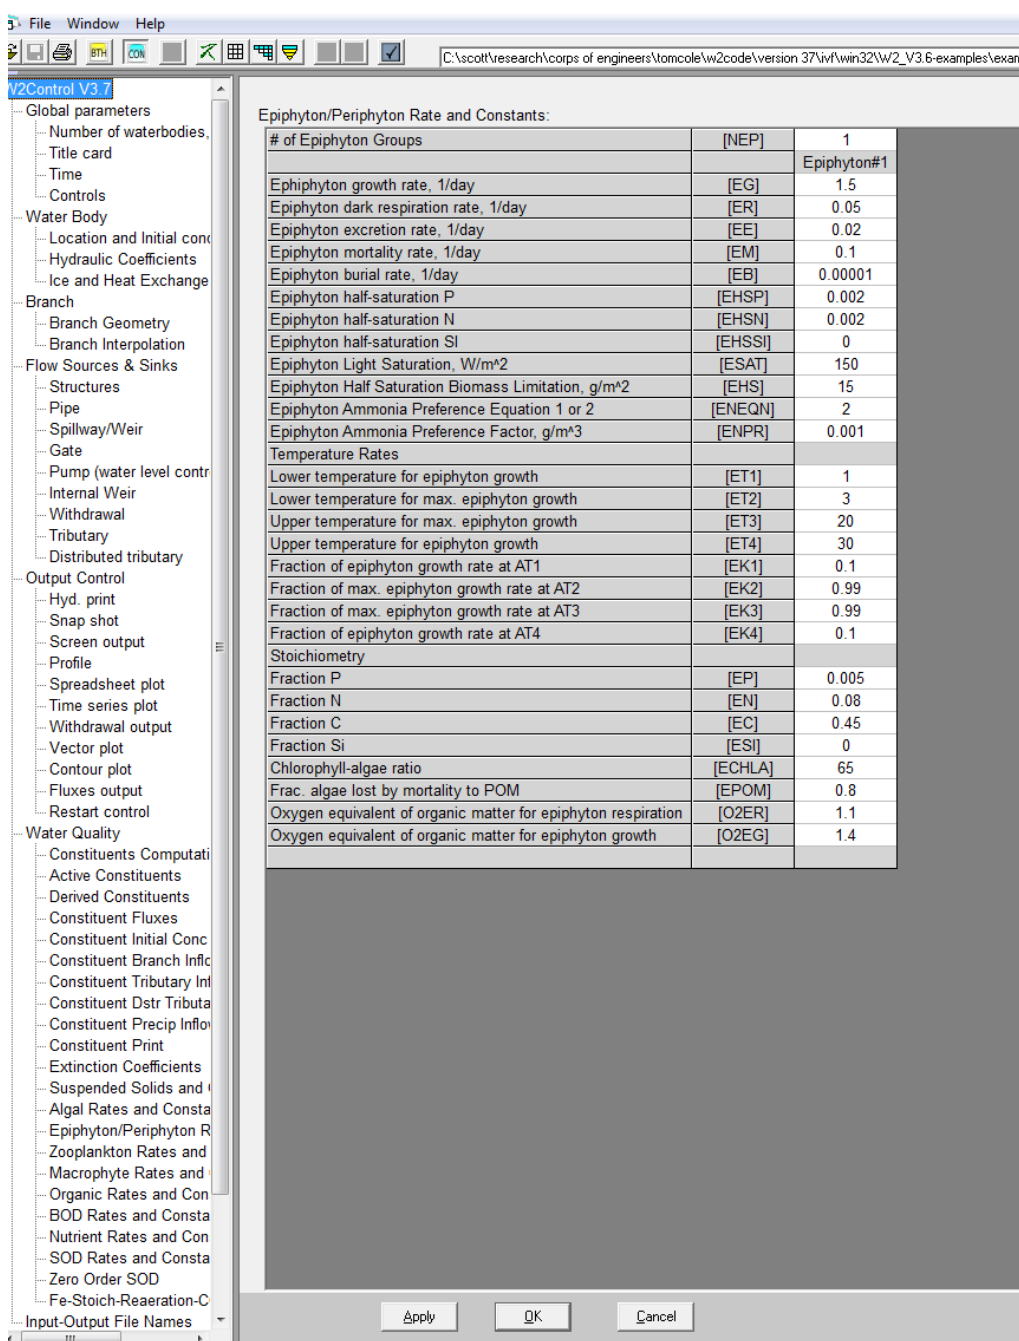 File Window Help
BTH CON C:\scott\research\corps of engineers\tomcole\w2code\version 37\ivf\win32\W2_V3.6-examples\exam
W2Control V3.7
Global parameters
Number of waterbodies,
Title card
Time
Controls
Water Body
Location and Initial cond
Hydraulic Coefficients
Ice and Heat Exchange
Branch
Branch Geometry
Branch Interpolation
Flow Sources & Sinks
Structures
Pipe
Spillway/Weir
Gate
Pump (water level contr
Internal Weir
Withdrawal
Tributary
Distributed tributary
Output Control
Hyd. print
Snap shot
Screen output
Profile
Spreadsheet plot
Time series plot
Withdrawal output
Vector plot
Contour plot
Fluxes output
Restart control
Water Quality
Constituents Computati
Active Constituents
Derived Constituents
Constituent Fluxes
Constituent Initial Conc
Constituent Branch Inflo
Constituent Tributary Inf
Constituent Dstr Tributa
Constituent Precip Inflow
Constituent Print
Extinction Coefficients
Suspended Solids and
Algal Rates and Consta
Epiphyton/Periphyton R
Zooplankton Rates and
Macrophyte Rates and
Organic Rates and Con
BOD Rates and Consta
Nutrient Rates and Con
SOD Rates and Consta
Zero Order SOD
Fe-Stoich-Reaeration-C
Input-Output File Names
Epiphyton/Periphyton Rate and Constants:
# of Epiphyton Groups [NEP] 1
Epiphyton#1
Ephiphyton growth rate, 1/day [EG] 1.5
Epiphyton dark respiration rate, 1/day [ER] 0.05
Epiphyton excretion rate, 1/day [EE] 0.02
Epiphyton mortality rate, 1/day [EM] 0.1
Epiphyton burial rate, 1/day [EB] 0.00001
Epiphyton half-saturation P [EHSP] 0.002
Epiphyton half-saturation N [EHSN] 0.002
Epiphyton half-saturation SI [EHSSI] 0
Epiphyton Light Saturation, W/m^2 [ESAT] 150
Epiphyton Half Saturation Biomass Limitation, g/m^2 [EHS] 15
Epiphyton Ammonia Preference Equation 1 or 2 [ENEQN] 2
Epiphyton Ammonia Preference Factor, g/m^3 [ENPR] 0.001
Temperature Rates
Lower temperature for epiphyton growth [ET1] 1
Lower temperature for max. epiphyton growth [ET2] 3
Upper temperature for max. epiphyton growth [ET3] 20
Upper temperature for epiphyton growth [ET4] 30
Fraction of epiphyton growth rate at AT1 [EK1] 0.1
Fraction of max. epiphyton growth rate at AT2 [EK2] 0.99
Fraction of max. epiphyton growth rate at AT3 [EK3] 0.99
Fraction of epiphyton growth rate at AT4 [EK4] 0.1
Stoichiometry
Fraction P [EP] 0.005
Fraction N [EN] 0.08
Fraction C [EC] 0.45
Fraction Si [ESI] 0
Chlorophyll-algae ratio [ECHLA] 65
Frac. algae lost by mortality to POM [EPOM] 0.8
Oxygen equivalent of organic matter for epiphyton respiration [O2ER] 1.1
Oxygen equivalent of organic matter for epiphyton growth [O2EG] 1.4
Apply OK Cancel